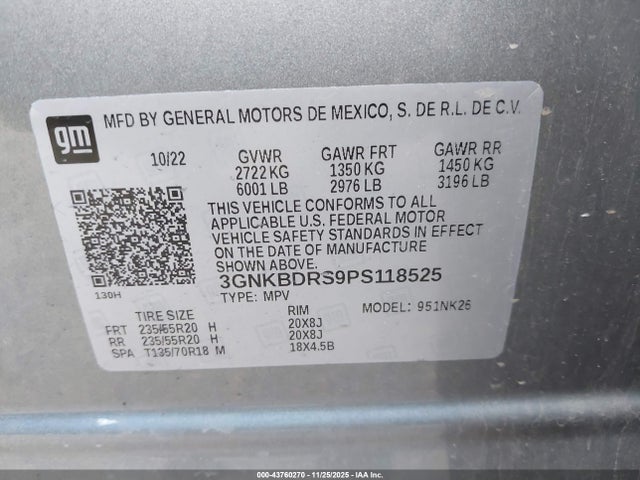 gm
MFD BY GENERAL MOTORS DE MEXICO, S. DE R.L. DE C.V.
10/22 GVWR GAWR FRT GAWR RR
2722 KG 1350 KG 1450 KG
6001 LB 2976 LB 3196 LB
THIS VEHICLE CONFORMS TO ALL
APPLICABLE U.S. FEDERAL MOTOR
VEHICLE SAFETY STANDARDS IN EFFECT
ON THE DATE OF MANUFACTURE
SHOWN ABOVE.
3GNKBDRS9PS118525
130H
TYPE: MPV
TIRE SIZE RIM MODEL: 951NK26
FRT 235/55R20 H 20X8J
RR 235/55R20 H 20X8J
SPA T135/70R18 M 18X4.5B
000-43760270 - 11/25/2025 - IAA Inc.